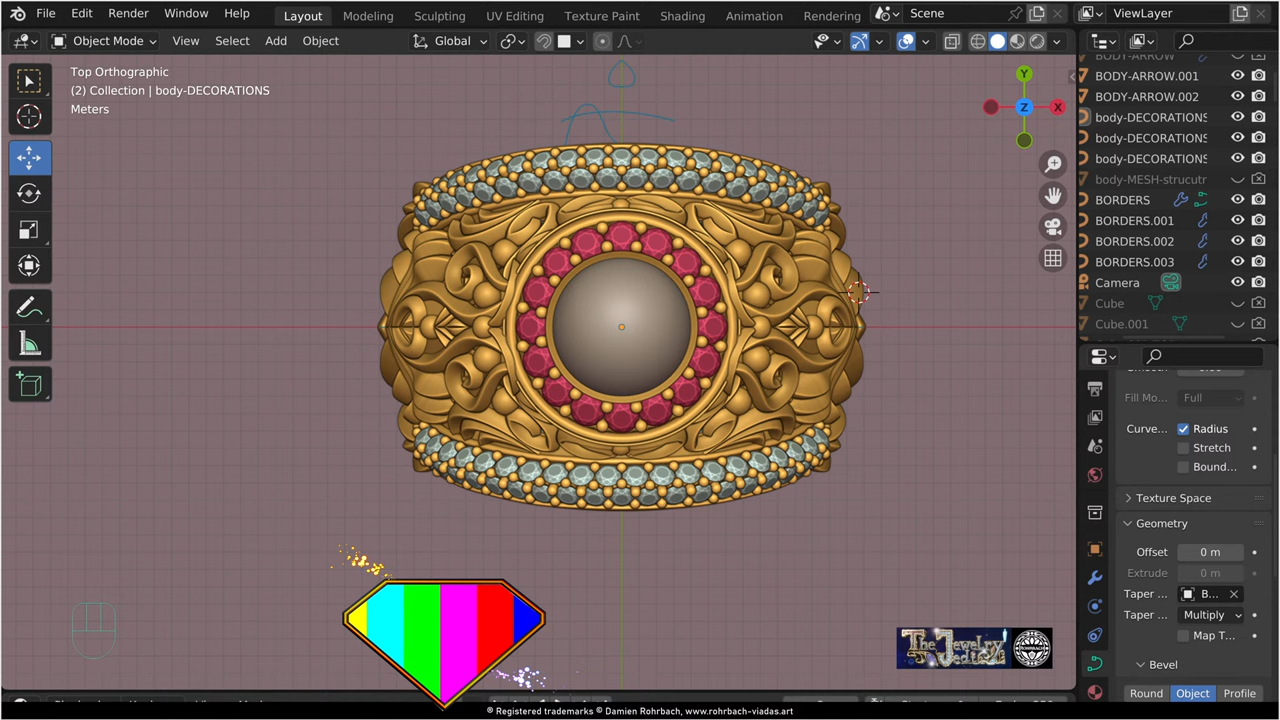 File Edit Render Window Help Layout Modeling Sculpting UV Editing Texture Paint Shading Animation Rendering Scene ViewLayer
Object Mode View Select Add Object Global
Top Orthographic
(2) Collection | body-DECORATIONS
Meters
Y
Z X
BODY-ARROW
BODY-ARROW.001
BODY-ARROW.002
body-DECORATIONS
body-DECORATIONS
body-DECORATIONS
body-MESH-strucutr
BORDERS
BORDERS.001
BORDERS.002
BORDERS.003
Camera
Cube
Cube.001
Fill Mo... Full
Curve... Radius
Stretch
Bound...
Texture Space
Geometry
Offset 0 m
Extrude 0 m
Taper ... B...
Taper ... Multiply
Map T...
Bevel
Round Object Profile
The Jewelry
ROHRBACH
® Registered trademarks © Damien Rohrbach, www.rohrbach-viadas.art